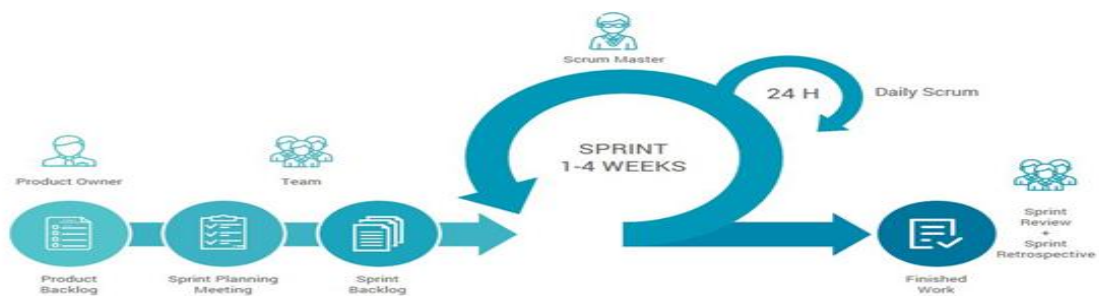 Scrum Master
24 H
Daily Scrum
SPRINT
1-4 WEEKS
Product Owner
Team
Sprint
Review
+
Sprint
Retrospective
Product
Backlog
Sprint Planning
Meeting
Sprint
Backlog
Finished
Work